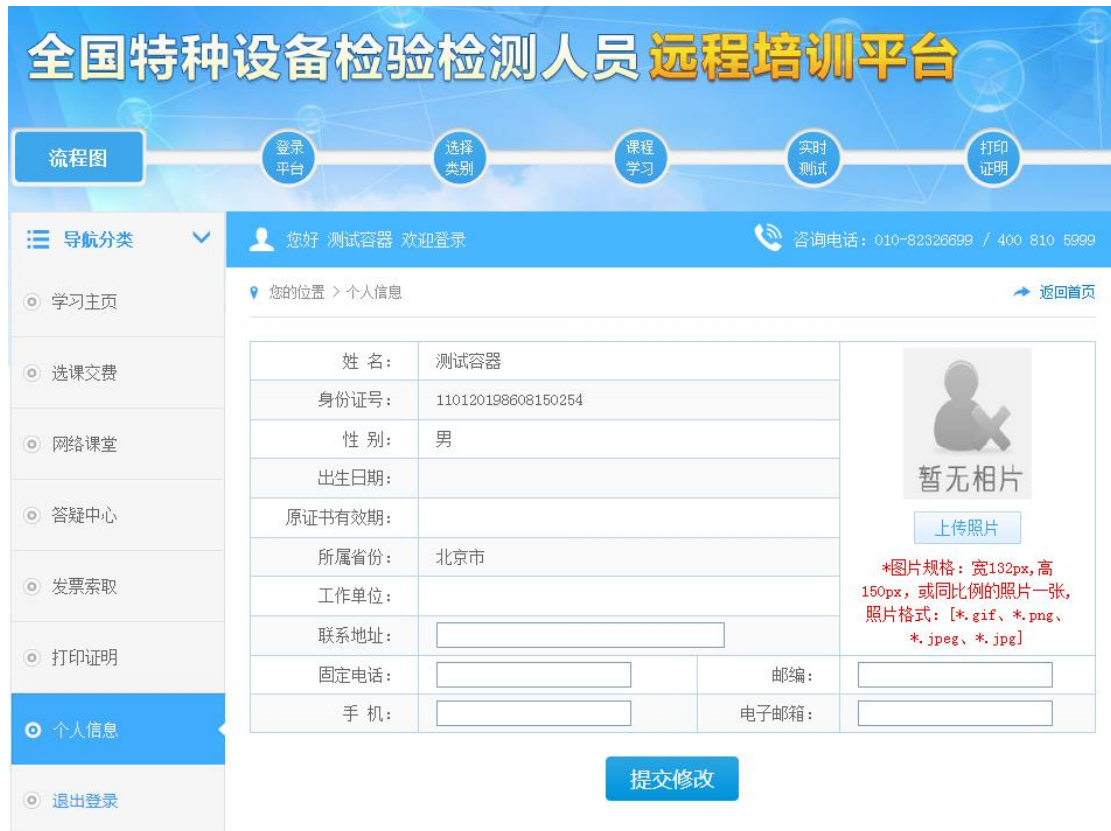 全国特种设备检验检测人员远程培训平台
流程图
登录
平台
选择
类别
课程
学习
实时
测试
打印
证明
导航分类
您好 测试容器 欢迎登录
咨询电话：010-82326699 / 400 810 5999
学习主页
选课交费
网络课堂
答疑中心
发票索取
打印证明
个人信息
退出登录
您的位置 > 个人信息
返回首页
姓 名： 测试容器
身份证号： 110120198608150254
性 别： 男
出生日期：
原证书有效期：
所属省份： 北京市
工作单位：
联系地址：
固定电话： 邮编：
手 机： 电子邮箱：
暂无相片
上传照片
*图片规格：宽132px,高
150px，或同比例的照片一张,
照片格式：[*.gif、*.png、
*.jpeg、*.jpg]
提交修改